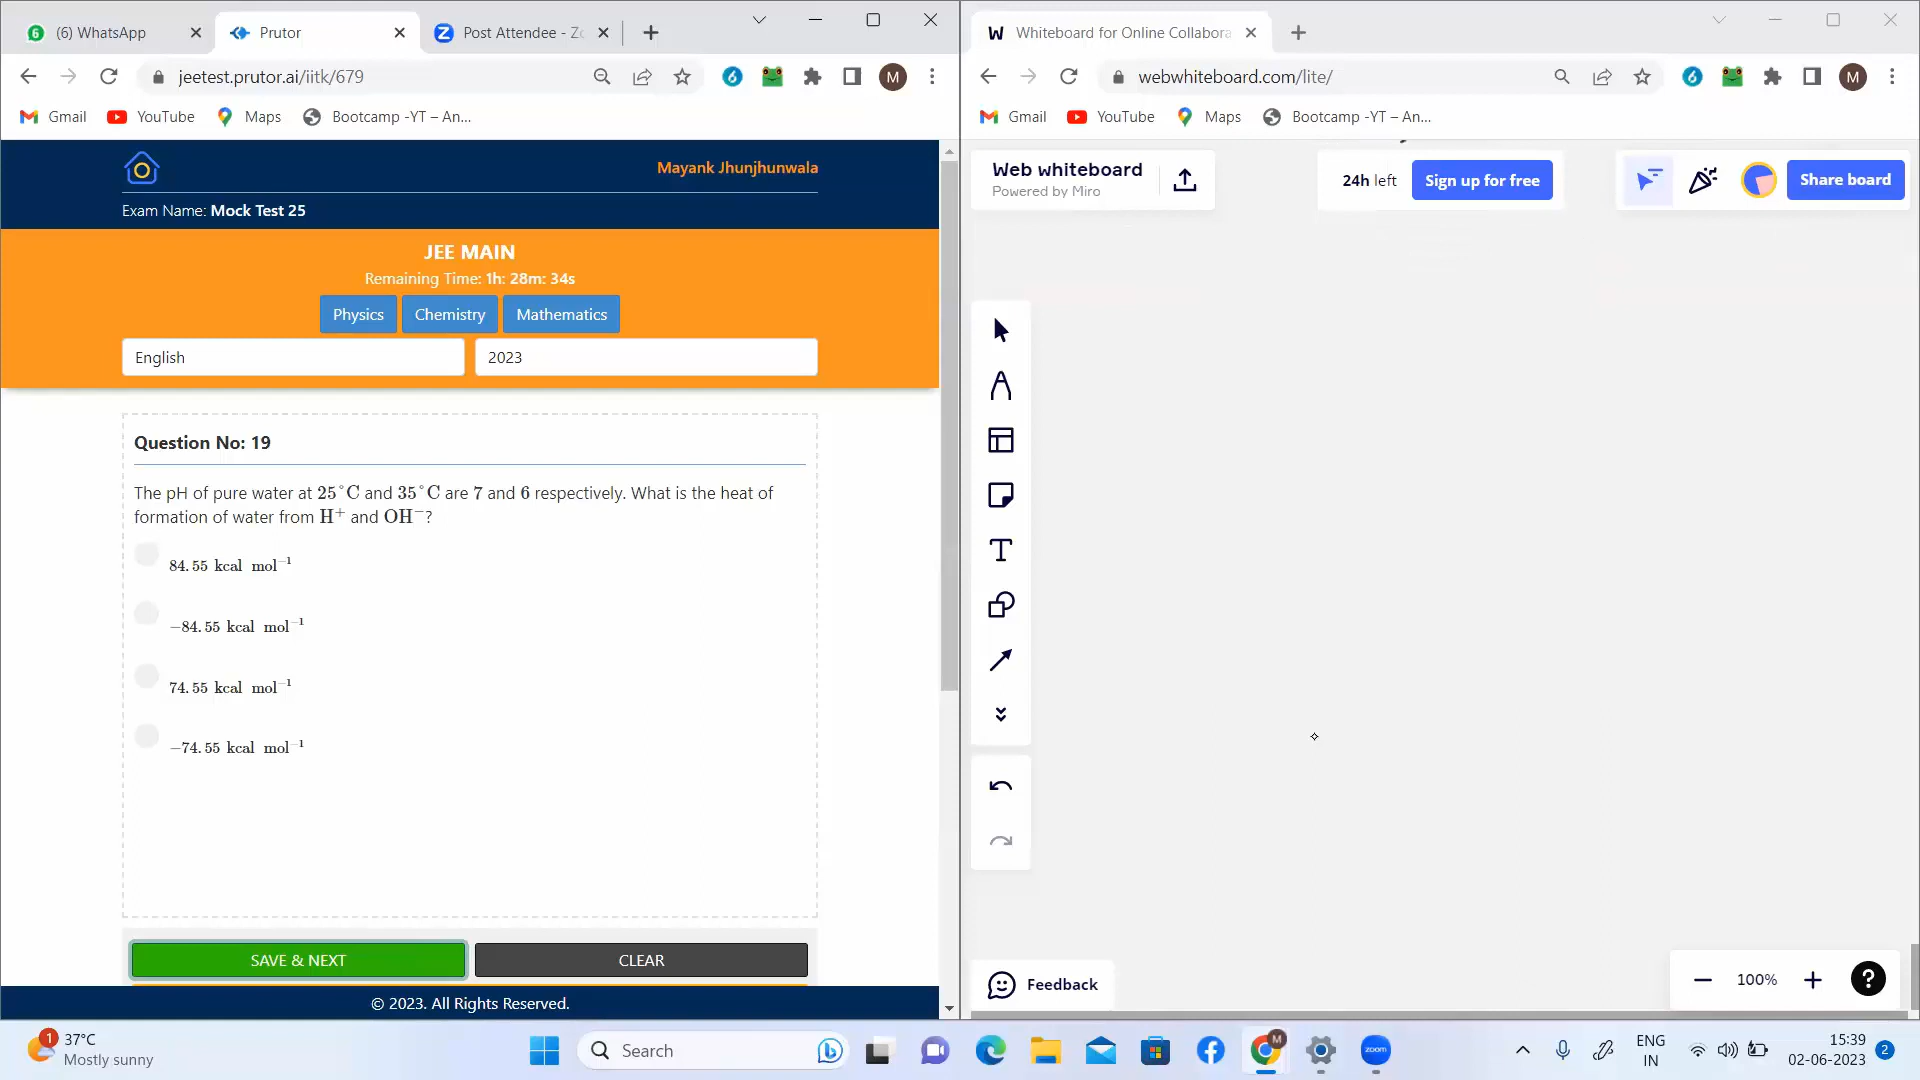 (6) WhatsApp
Prutor
Post Attendee - Zo
jeetest.prutor.ai/iitk/679
M
Gmail
YouTube
Maps
Bootcamp -YT – An...
Mayank Jhunjhunwala
Exam Name: Mock Test 25
JEE MAIN
Remaining Time: 1h: 28m: 34s
Physics
Chemistry
Mathematics
English
2023
Question No: 19
The pH of pure water at 25°C and 35°C are 7 and 6 respectively. What is the heat of
formation of water from H⁺ and OH⁻?
84.55 kcal mol⁻¹
−84.55 kcal mol⁻¹
74.55 kcal mol⁻¹
−74.55 kcal mol⁻¹
SAVE & NEXT
CLEAR
© 2023. All Rights Reserved.
W
Whiteboard for Online Collabora
webwhiteboard.com/lite/
M
Gmail
YouTube
Maps
Bootcamp -YT – An...
Web whiteboard
Powered by Miro
24h left
Sign up for free
Share board
Feedback
100%
?
1
37°C
Mostly sunny
Search
M
zoom
ENG
IN
15:39
02-06-2023
2